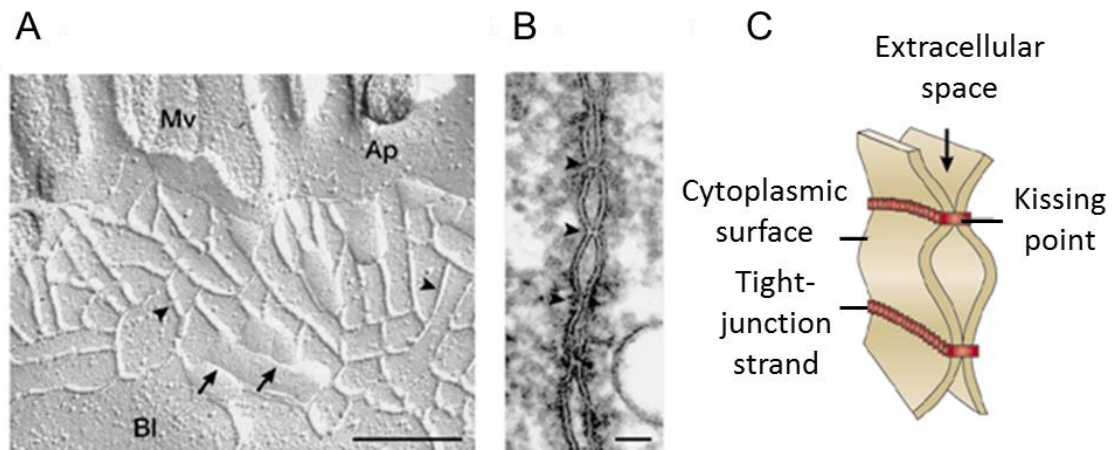 A
B
C
Mv
Ap
Bl
Extracellular
space
Cytoplasmic
surface
Kissing
point
Tight-
junction
strand